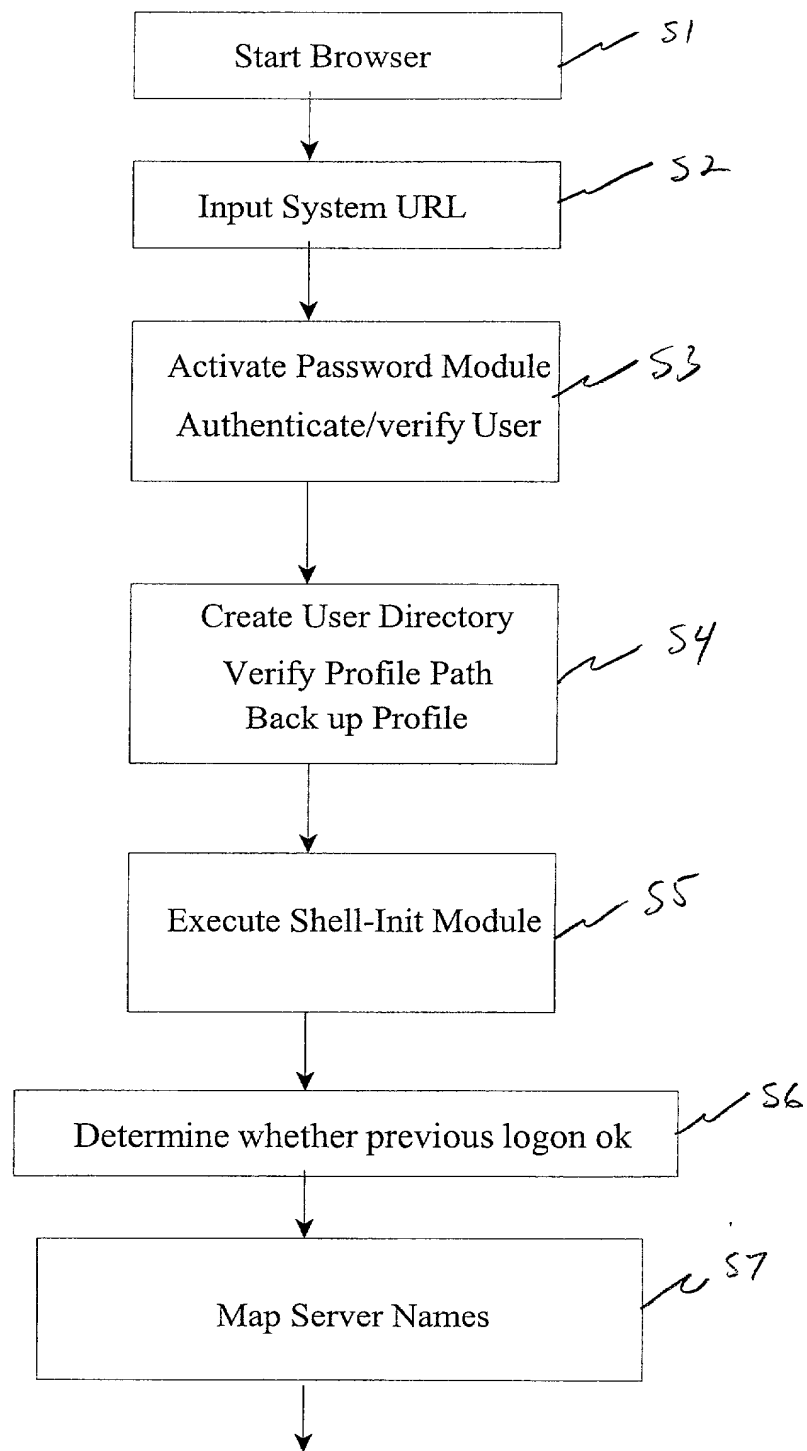 Start Browser
S1
Input System URL
S2
Activate Password Module
Authenticate/verify User
S3
Create User Directory
Verify Profile Path
Back up Profile
S4
Execute Shell-Init Module
S5
Determine whether previous logon ok
S6
Map Server Names
S7